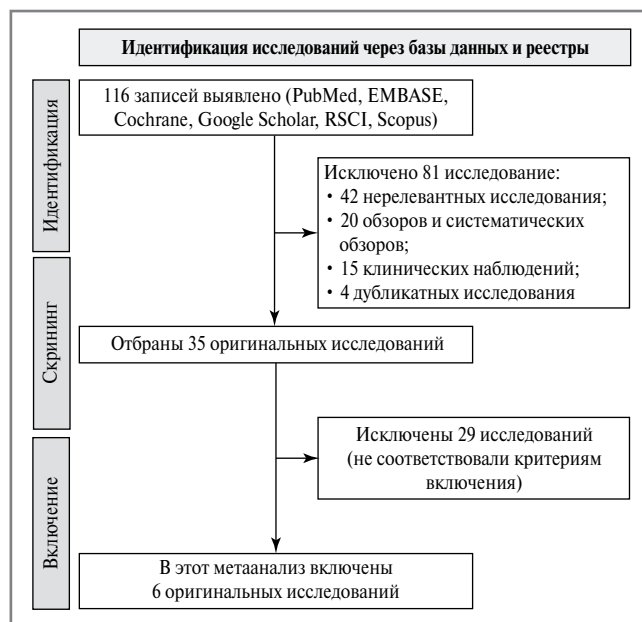 Идентификация исследований через базы данных и реестры
Идентификация
116 записей выявлено (PubMed, EMBASE,
Cochrane, Google Scholar, RSCI, Scopus)
Исключено 81 исследование:
• 42 нерелевантных исследования;
• 20 обзоров и систематических
обзоров;
• 15 клинических наблюдений;
• 4 дубликатных исследования
Скрининг
Отбраны 35 оригинальных исследований
Исключены 29 исследований
(не соответствовали критериям
включения)
Включение
В этот метаанализ включены
6 оригинальных исследований